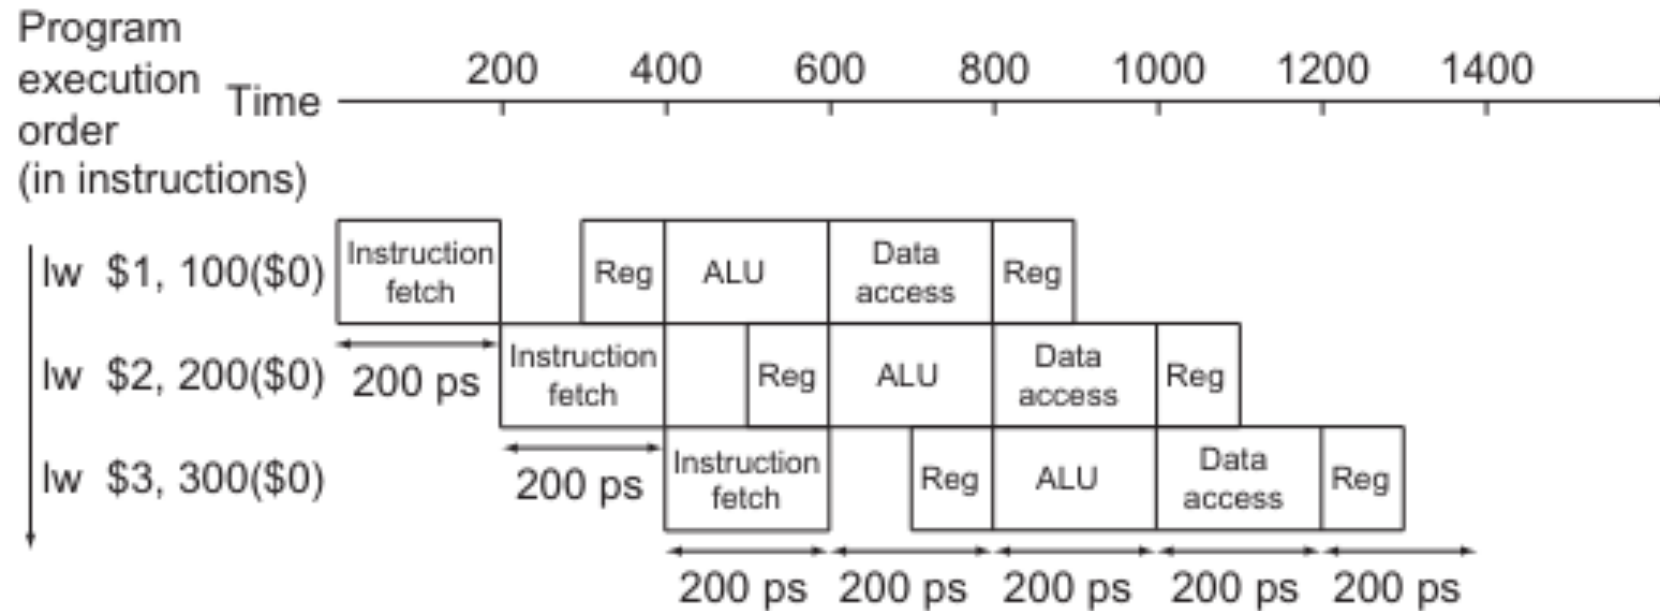 Program
execution
order
(in instructions)
Time
200 400 600 800 1000 1200 1400
lw $1, 100($0)
Instruction
fetch
Reg
ALU
Data
access
Reg
200 ps
lw $2, 200($0)
Instruction
fetch
Reg
ALU
Data
access
Reg
200 ps
lw $3, 300($0)
Instruction
fetch
Reg
ALU
Data
access
Reg
200 ps 200 ps 200 ps 200 ps 200 ps